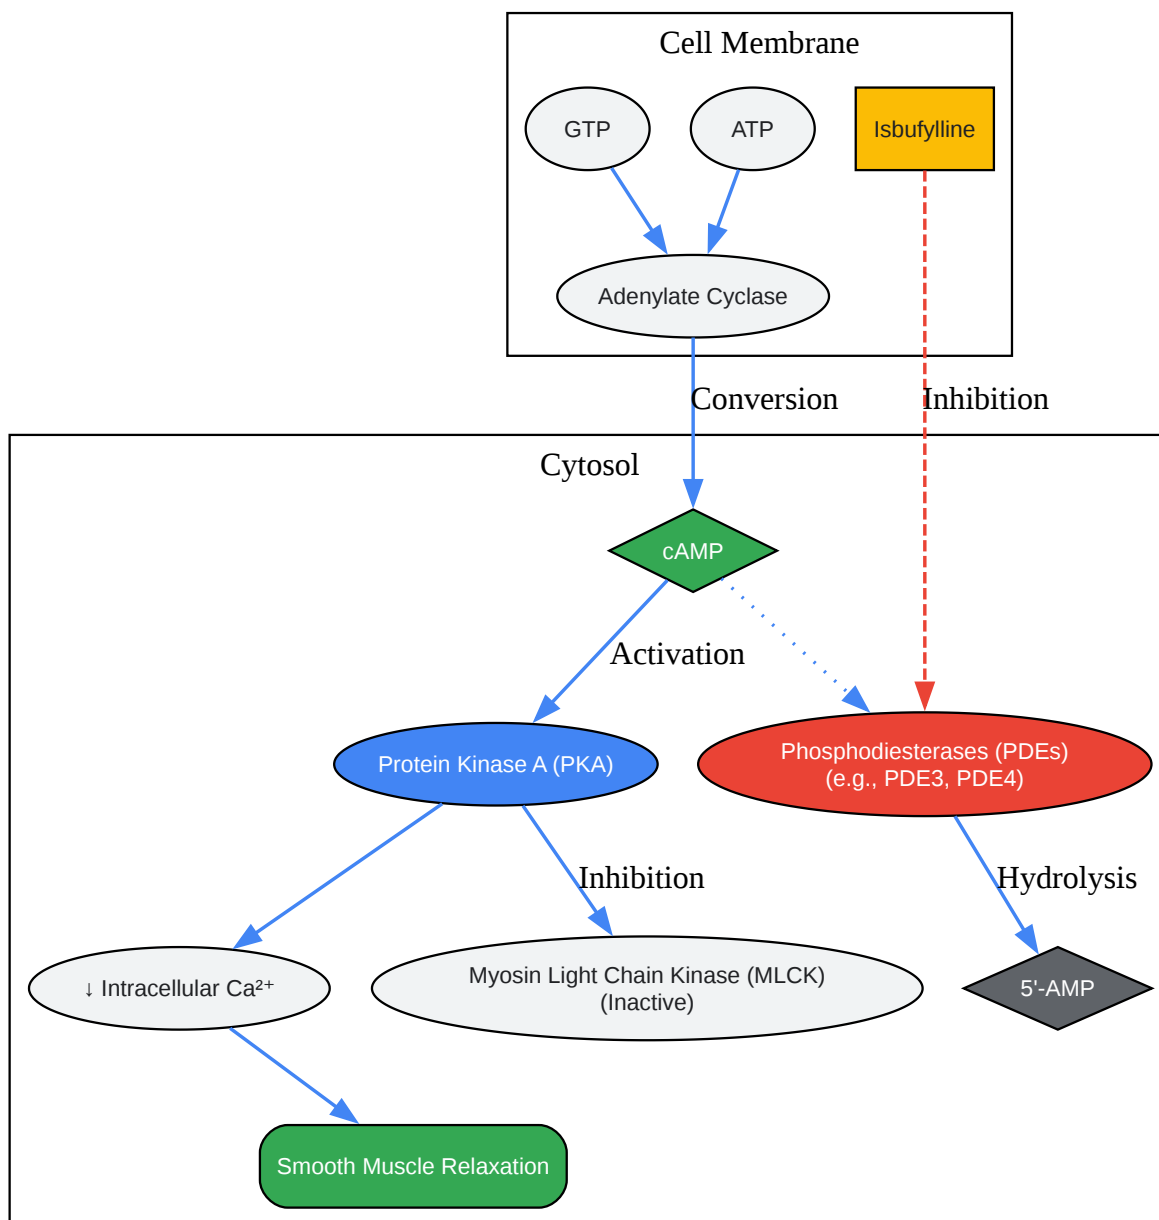 Cell Membrane
GTP
ATP
Isbufylline
Adenylate Cyclase
Conversion
Inhibition
Cytosol
cAMP
Activation
Protein Kinase A (PKA)
Phosphodiesterases (PDEs)
(e.g., PDE3, PDE4)
Inhibition
Hydrolysis
↓ Intracellular Ca²⁺
Myosin Light Chain Kinase (MLCK)
(Inactive)
5'-AMP
Smooth Muscle Relaxation